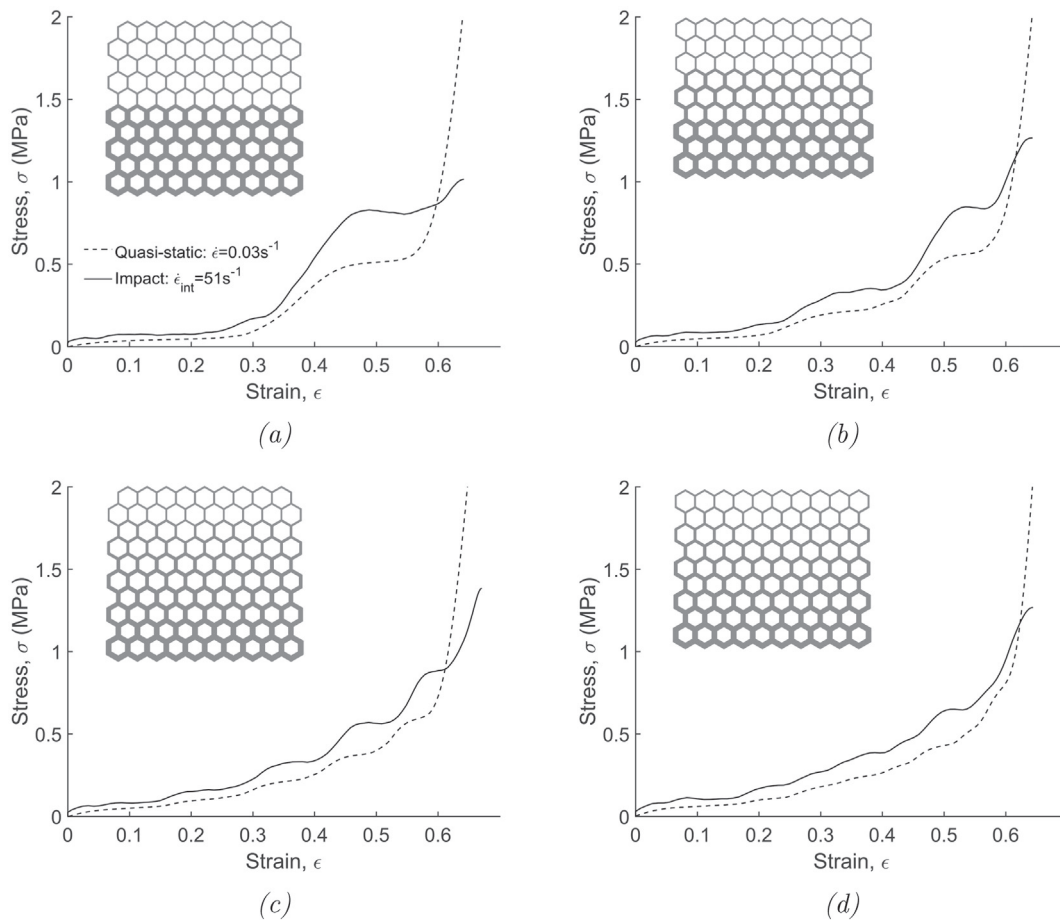 2
1.5
1
0.5
0
Stress, σ (MPa)
Quasi-static: ε̇=0.03s⁻¹
Impact: ε̇_int=51s⁻¹
0 0.1 0.2 0.3 0.4 0.5 0.6
Strain, ϵ
(a)
2
1.5
1
0.5
0
Stress, σ (MPa)
0 0.1 0.2 0.3 0.4 0.5 0.6
Strain, ϵ
(b)
2
1.5
1
0.5
0
Stress, σ (MPa)
0 0.1 0.2 0.3 0.4 0.5 0.6
Strain, ϵ
(c)
2
1.5
1
0.5
0
Stress, σ (MPa)
0 0.1 0.2 0.3 0.4 0.5 0.6
Strain, ϵ
(d)